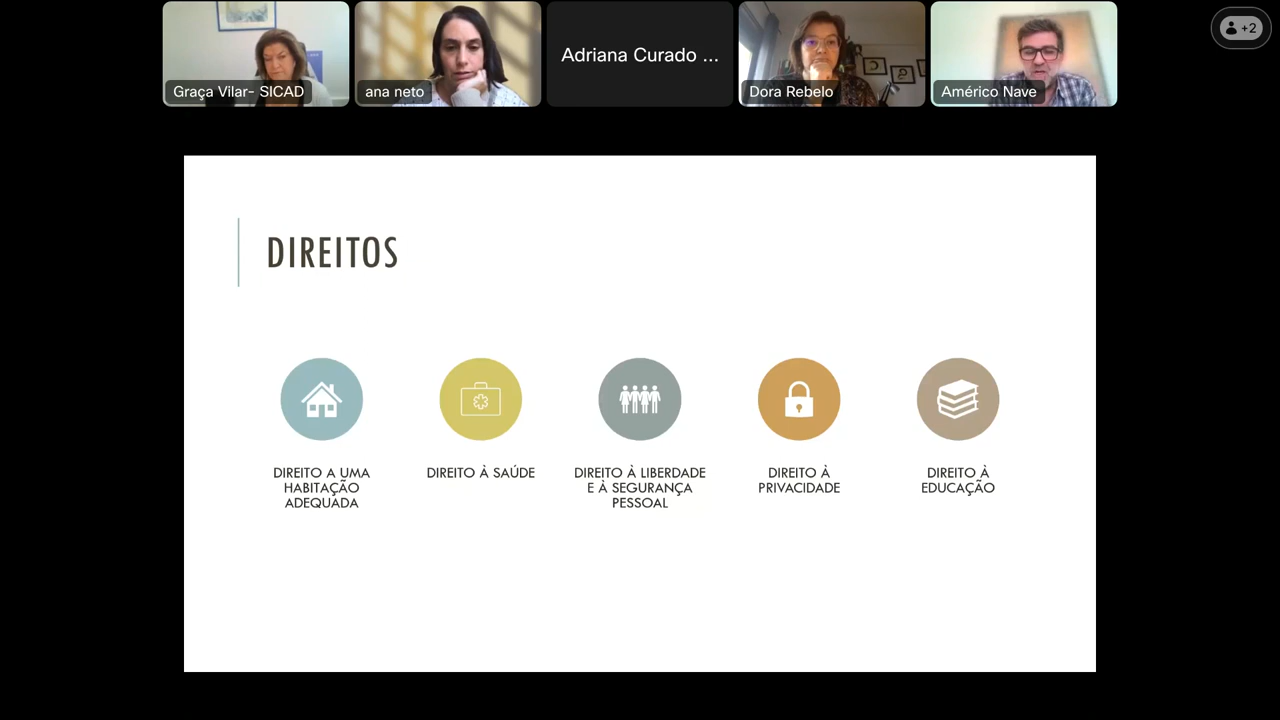 Graça Vilar- SICAD
ana neto
Adriana Curado ...
Dora Rebelo
Américo Nave
+2
DIREITOS
DIREITO A UMA
HABITAÇÃO
ADEQUADA
DIREITO À SAÚDE
DIREITO À LIBERDADE
E À SEGURANÇA
PESSOAL
DIREITO À
PRIVACIDADE
DIREITO À
EDUCAÇÃO